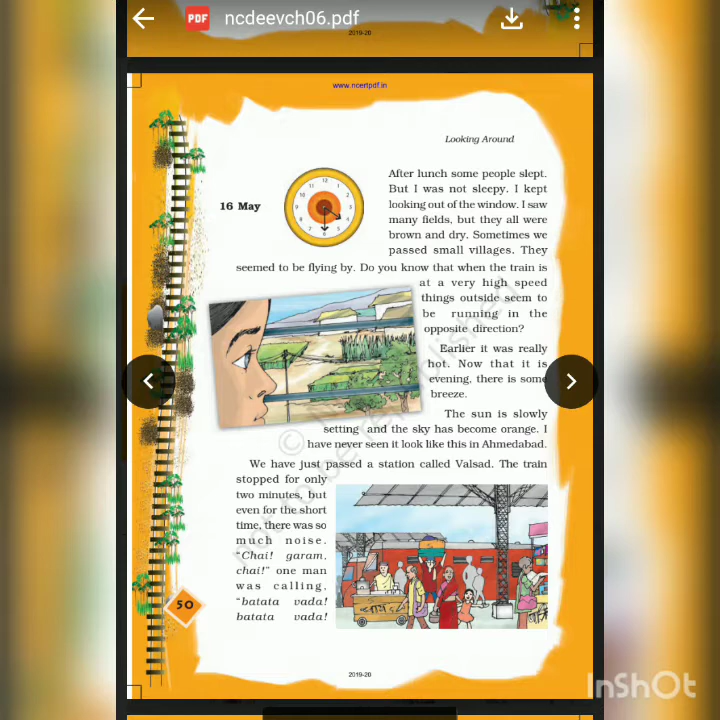 PDF ncdeevch06.pdf
2019-20
www.ncertpdf.in
Looking Around
16 May
After lunch some people slept.
But I was not sleepy. I kept
looking out of the window. I saw
many fields, but they all were
brown and dry. Sometimes we
passed small villages. They
seemed to be flying by. Do you know that when the train is
at a very high speed
things outside seem to
be running in the
opposite direction?
Earlier it was really
hot. Now that it is
evening, there is some
breeze.
The sun is slowly
setting and the sky has become orange. I
have never seen it look like this in Ahmedabad.
We have just passed a station called Valsad. The train
stopped for only
two minutes, but
even for the short
time, there was so
much noise.
"Chai! garam,
chai!" one man
was calling.
"batata vada!
batata vada!
50
2019-20
InShOt